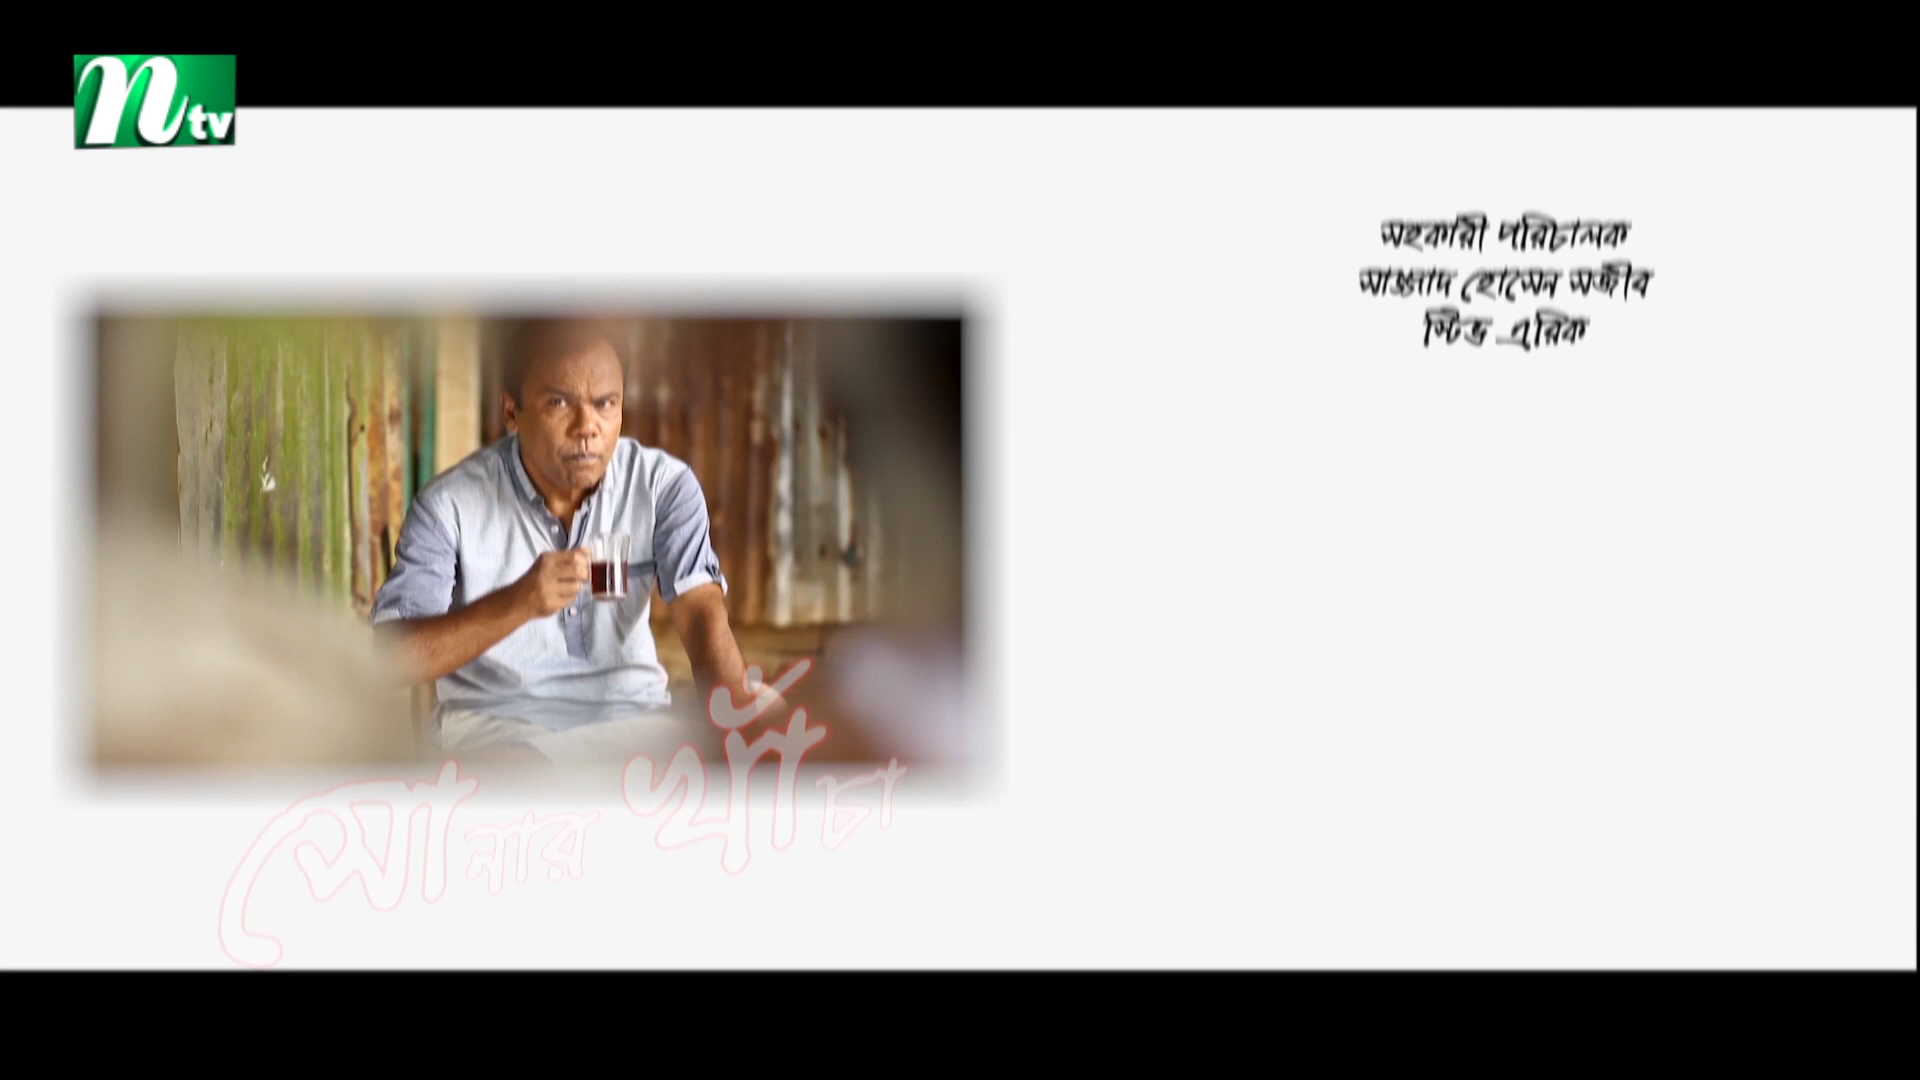 ntv
সহকারী পরিচালক
সাজ্জাদ হোসেন সজীব
স্টিভ এরিক
সোনার খাঁচা